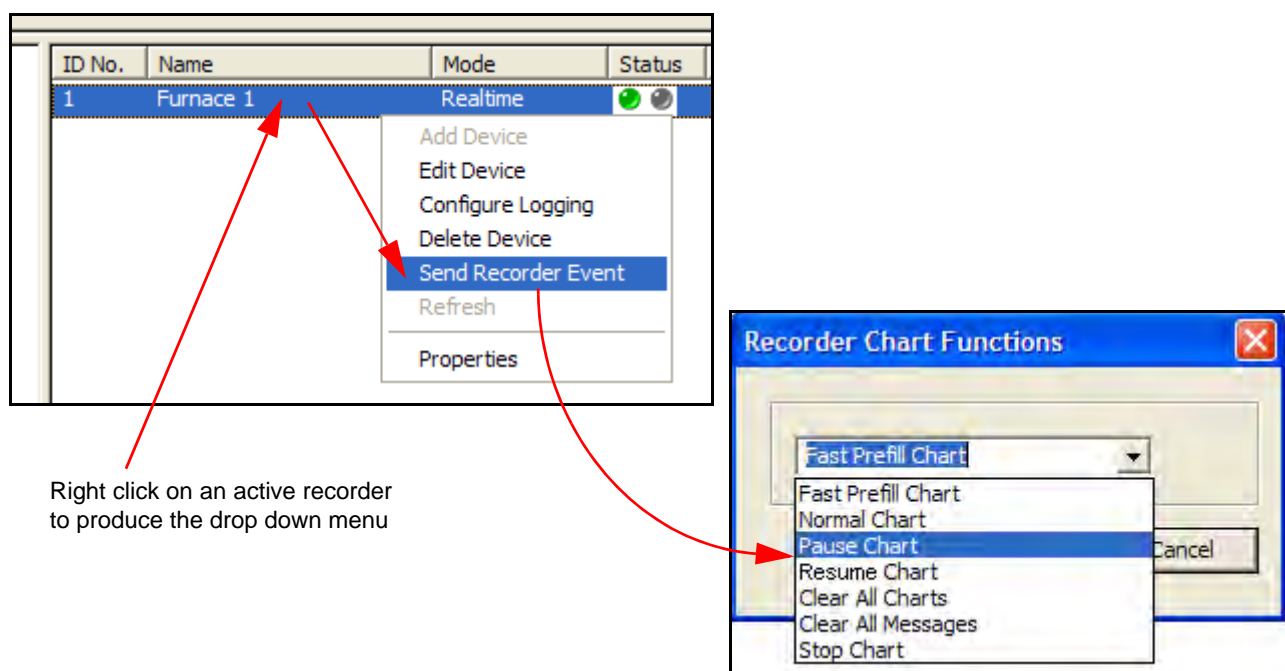 ID No. Name Mode Status
1 Furnace 1 Realtime
Add Device
Edit Device
Configure Logging
Delete Device
Send Recorder Event
Refresh
Properties
Right click on an active recorder
to produce the drop down menu
Recorder Chart Functions
Fast Prefill Chart
Fast Prefill Chart
Normal Chart
Pause Chart
Cancel
Resume Chart
Clear All Charts
Clear All Messages
Stop Chart